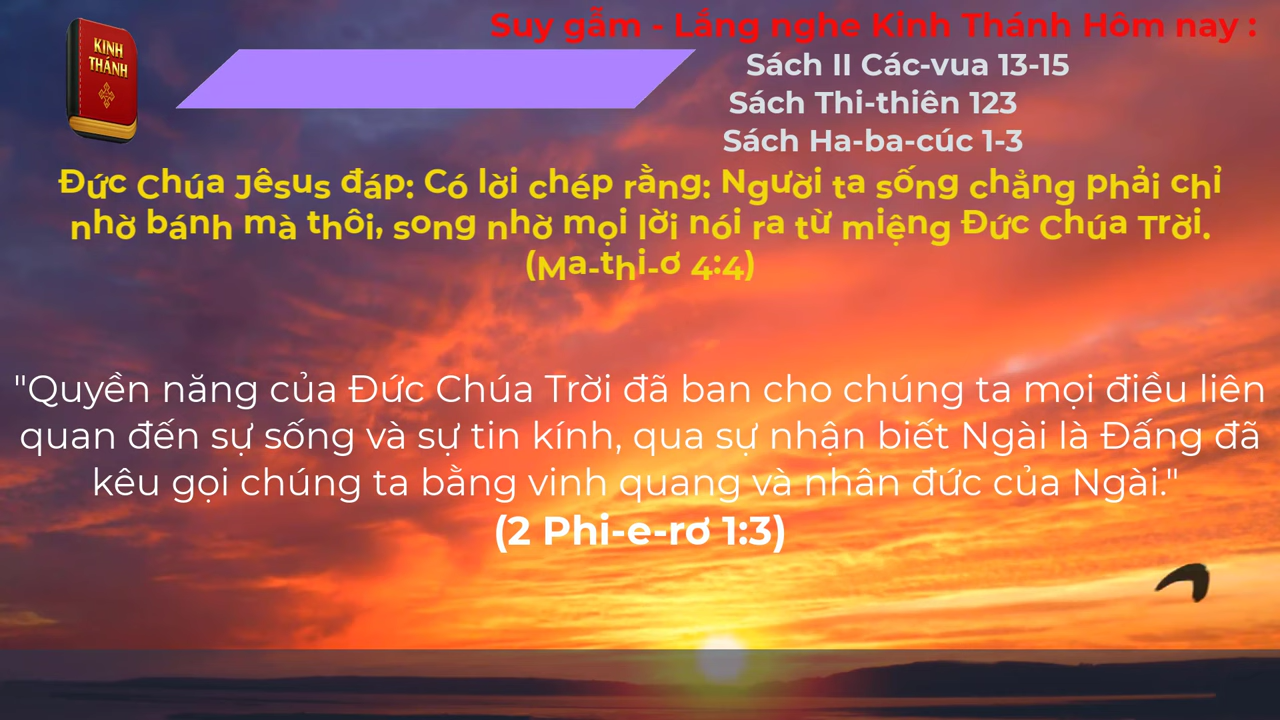 KINH
THÁNH
Suy gẫm - Lắng nghe Kinh Thánh Hôm nay :
Sách II Các-vua 13-15
Sách Thi-thiên 123
Sách Ha-ba-cúc 1-3
Đức Chúa Jêsus đáp: Có lời chép rằng: Người ta sống chẳng phải chỉ
nhờ bánh mà thôi, song nhờ mọi lời nói ra từ miệng Đức Chúa Trời.
(Ma-thi-ơ 4:4)
"Quyền năng của Đức Chúa Trời đã ban cho chúng ta mọi điều liên
quan đến sự sống và sự tin kính, qua sự nhận biết Ngài là Đấng đã
kêu gọi chúng ta bằng vinh quang và nhân đức của Ngài."
(2 Phi-e-rơ 1:3)